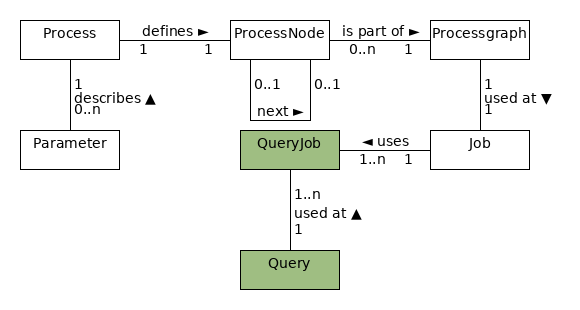 Process
defines ►
1 1
ProcessNode
is part of ►
0..n 1
Processgraph
1
describes ▲
0..n
0..1 0..1
next ►
1
used at ▼
1
Parameter
QueryJob
◄ uses
1..n 1
Job
1..n
used at ▲
1
Query